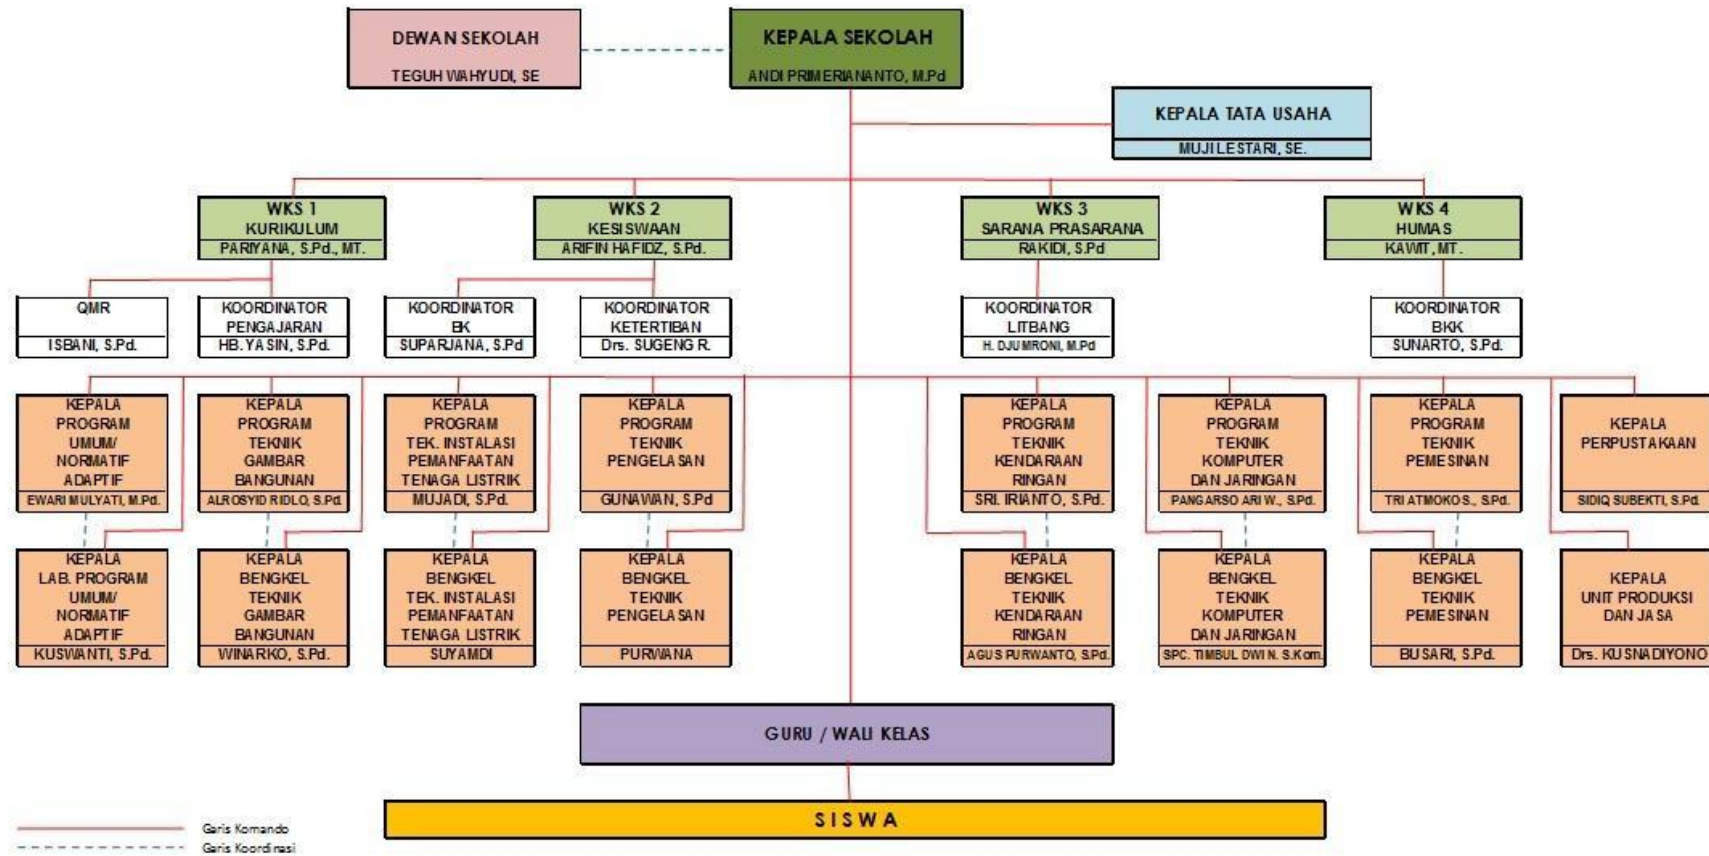 DEWAN SEKOLAH
TEGUH WAHYUDI, SE
KEPALA SEKOLAH
ANDI PRIMERIANANTO, M.Pd
KEPALA TATA USAHA
MUJI LESTARI, SE.
WKS 1
KURIKULUM
PARIYANA, S.Pd., MT.
WKS 2
KESISWAAN
ARIFIN HAFIDZ, S.Pd.
WKS 3
SARANA PRASARANA
RAKIDI, S.Pd
WKS 4
HUMAS
KAWIT, MT.
QMR
ISBANI, S.Pd.
KOORDINATOR
PENGAJARAN
HB. YASIN, S.Pd.
KOORDINATOR
BK
SUPARJANA, S.Pd
KOORDINATOR
KETERTIBAN
Drs. SUGENG R.
KOORDINATOR
LITBANG
H. DJUMRONI, M.Pd
KOORDINATOR
BKK
SUNARTO, S.Pd.
KEPALA
PROGRAM
UMUM/
NORMATIF
ADAPTIF
EWARI MULYATI, M.Pd.
KEPALA
PROGRAM
TEKNIK
GAMBAR
BANGUNAN
ALROSYID RIDLO, S.Pd.
KEPALA
PROGRAM
TEK. INSTALASI
PEMANFAATAN
TENAGA LISTRIK
MUJADI, S.Pd.
KEPALA
PROGRAM
TEKNIK
PENGELASAN
GUNAWAN, S.Pd
KEPALA
PROGRAM
TEKNIK
KENDARAAN
RINGAN
SRI. IRIANTO, S.Pd.
KEPALA
PROGRAM
TEKNIK
KOMPUTER
DAN JARINGAN
PANGARSO ARI W., S.Pd.
KEPALA
PROGRAM
TEKNIK
PEMESINAN
TRI ATMOKO S., S.Pd.
KEPALA
PERPUSTAKAAN
SIDIQ SUBEKTI, S.Pd.
KEPALA
LAB. PROGRAM
UMUM/
NORMATIF
ADAPTIF
KUSWANTI, S.Pd.
KEPALA
BENGKEL
TEKNIK
GAMBAR
BANGUNAN
WINARKO, S.Pd.
KEPALA
BENGKEL
TEK. INSTALASI
PEMANFAATAN
TENAGA LISTRIK
SUYAMDI
KEPALA
BENGKEL
TEKNIK
PENGELASAN
PURWANA
KEPALA
BENGKEL
TEKNIK
KENDARAAN
RINGAN
AGUS PURWANTO, S.Pd.
KEPALA
BENGKEL
TEKNIK
KOMPUTER
DAN JARINGAN
SPC. TIMBUL DWI N. S.Kom.
KEPALA
BENGKEL
TEKNIK
PEMESINAN
BUSARI, S.Pd.
KEPALA
UNIT PRODUKSI
DAN JASA
Drs. KUSNADIYONO
GURU / WALI KELAS
SISWA
Garis Komando
Garis Koordinasi